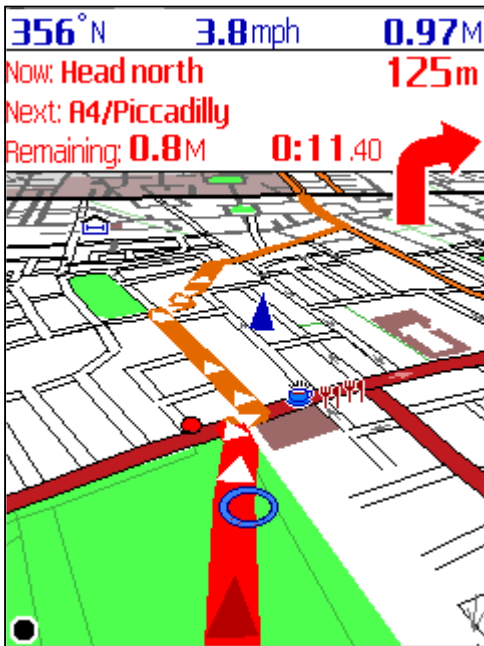 356°N 3.8mph 0.97M
Now: Head north 125m
Next: A4/Piccadilly
Remaining: 0.8M 0:11.40